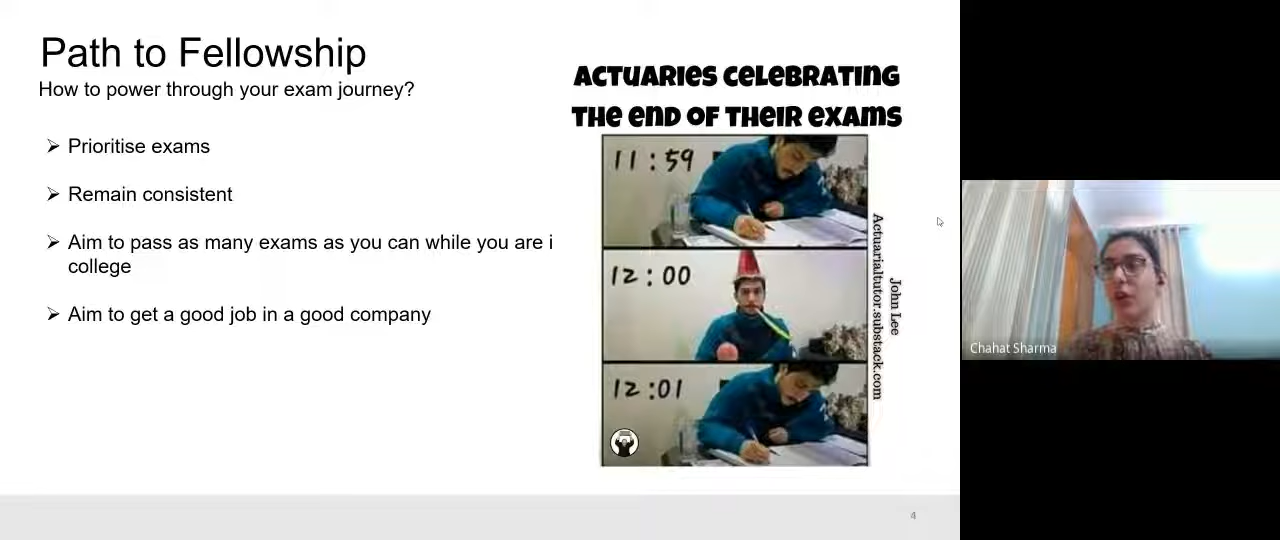 Path to Fellowship
How to power through your exam journey?
➢ Prioritise exams
➢ Remain consistent
➢ Aim to pass as many exams as you can while you are i
college
➢ Aim to get a good job in a good company
ACTUARIES CELEBRATING
THE END OF THEIR EXAMS
11:59
12:00
12:01
John Lee
Actuarialtutor.substack.com
Chahat Sharma
4